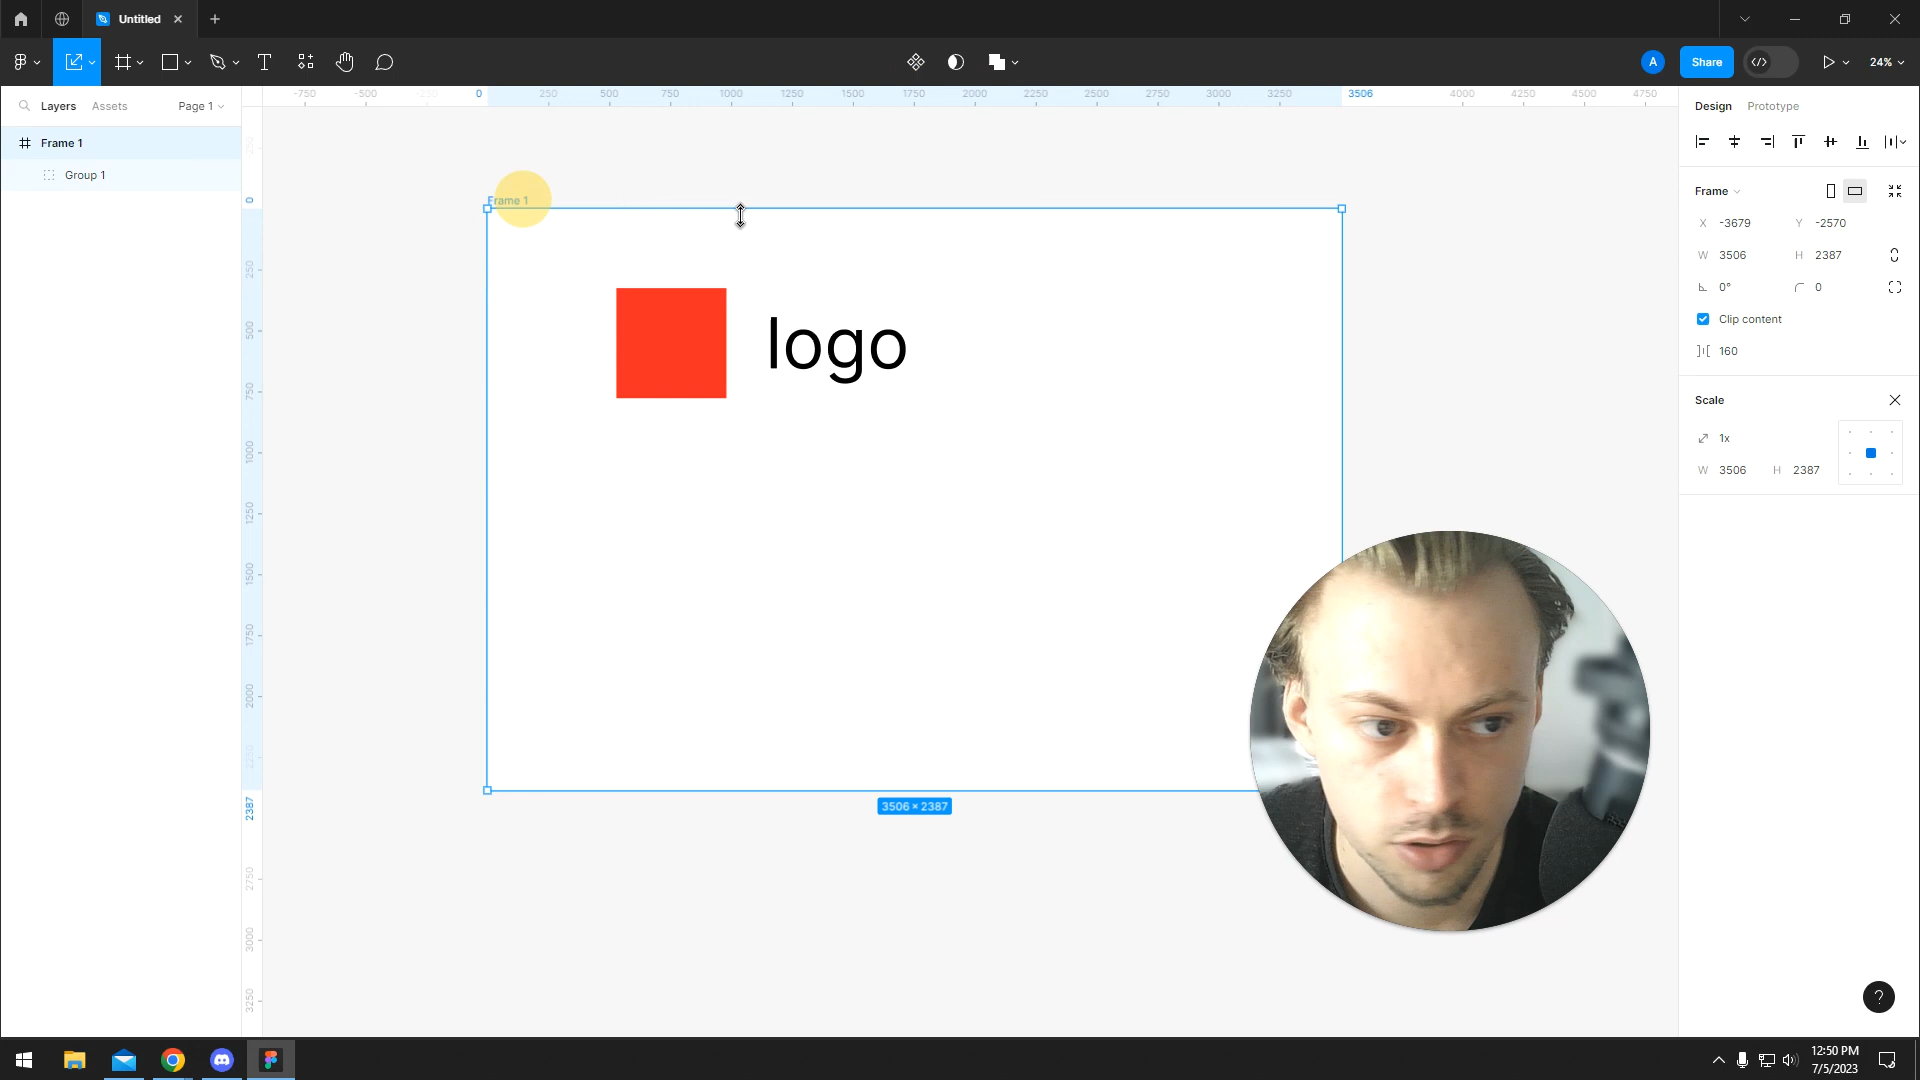 Untitled
A
Share
24%
Layers
Assets
Page 1
-750
-500
0
250
500
750
1000
1250
1500
1750
2000
2250
2500
2750
3000
3250
3506
4000
4250
4500
4750
Design
Prototype
Frame 1
Group 1
Frame 1
logo
3506 × 2387
0
250
500
750
1000
1250
1500
1750
2000
2387
2750
3000
3250
Frame
X -3679 Y -2570
W 3506 H 2387
0° 0
Clip content
160
Scale
1x
W 3506 H 2387
?
12:50 PM
7/5/2023